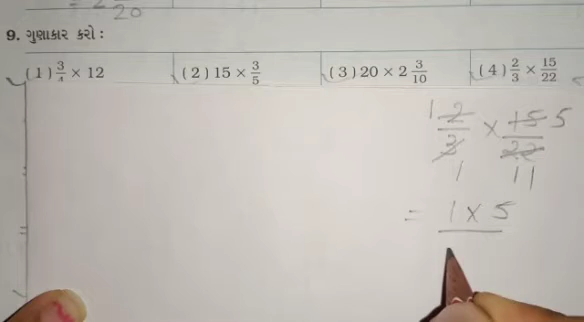 20
9. ગુણાકાર કરો :
(1) 3/4 × 12 (2) 15 × 3/5 (3) 20 × 2 3/10 (4) 2/3 × 15/22
1 2/3 × 15/22 5
1 11
= 1 × 5